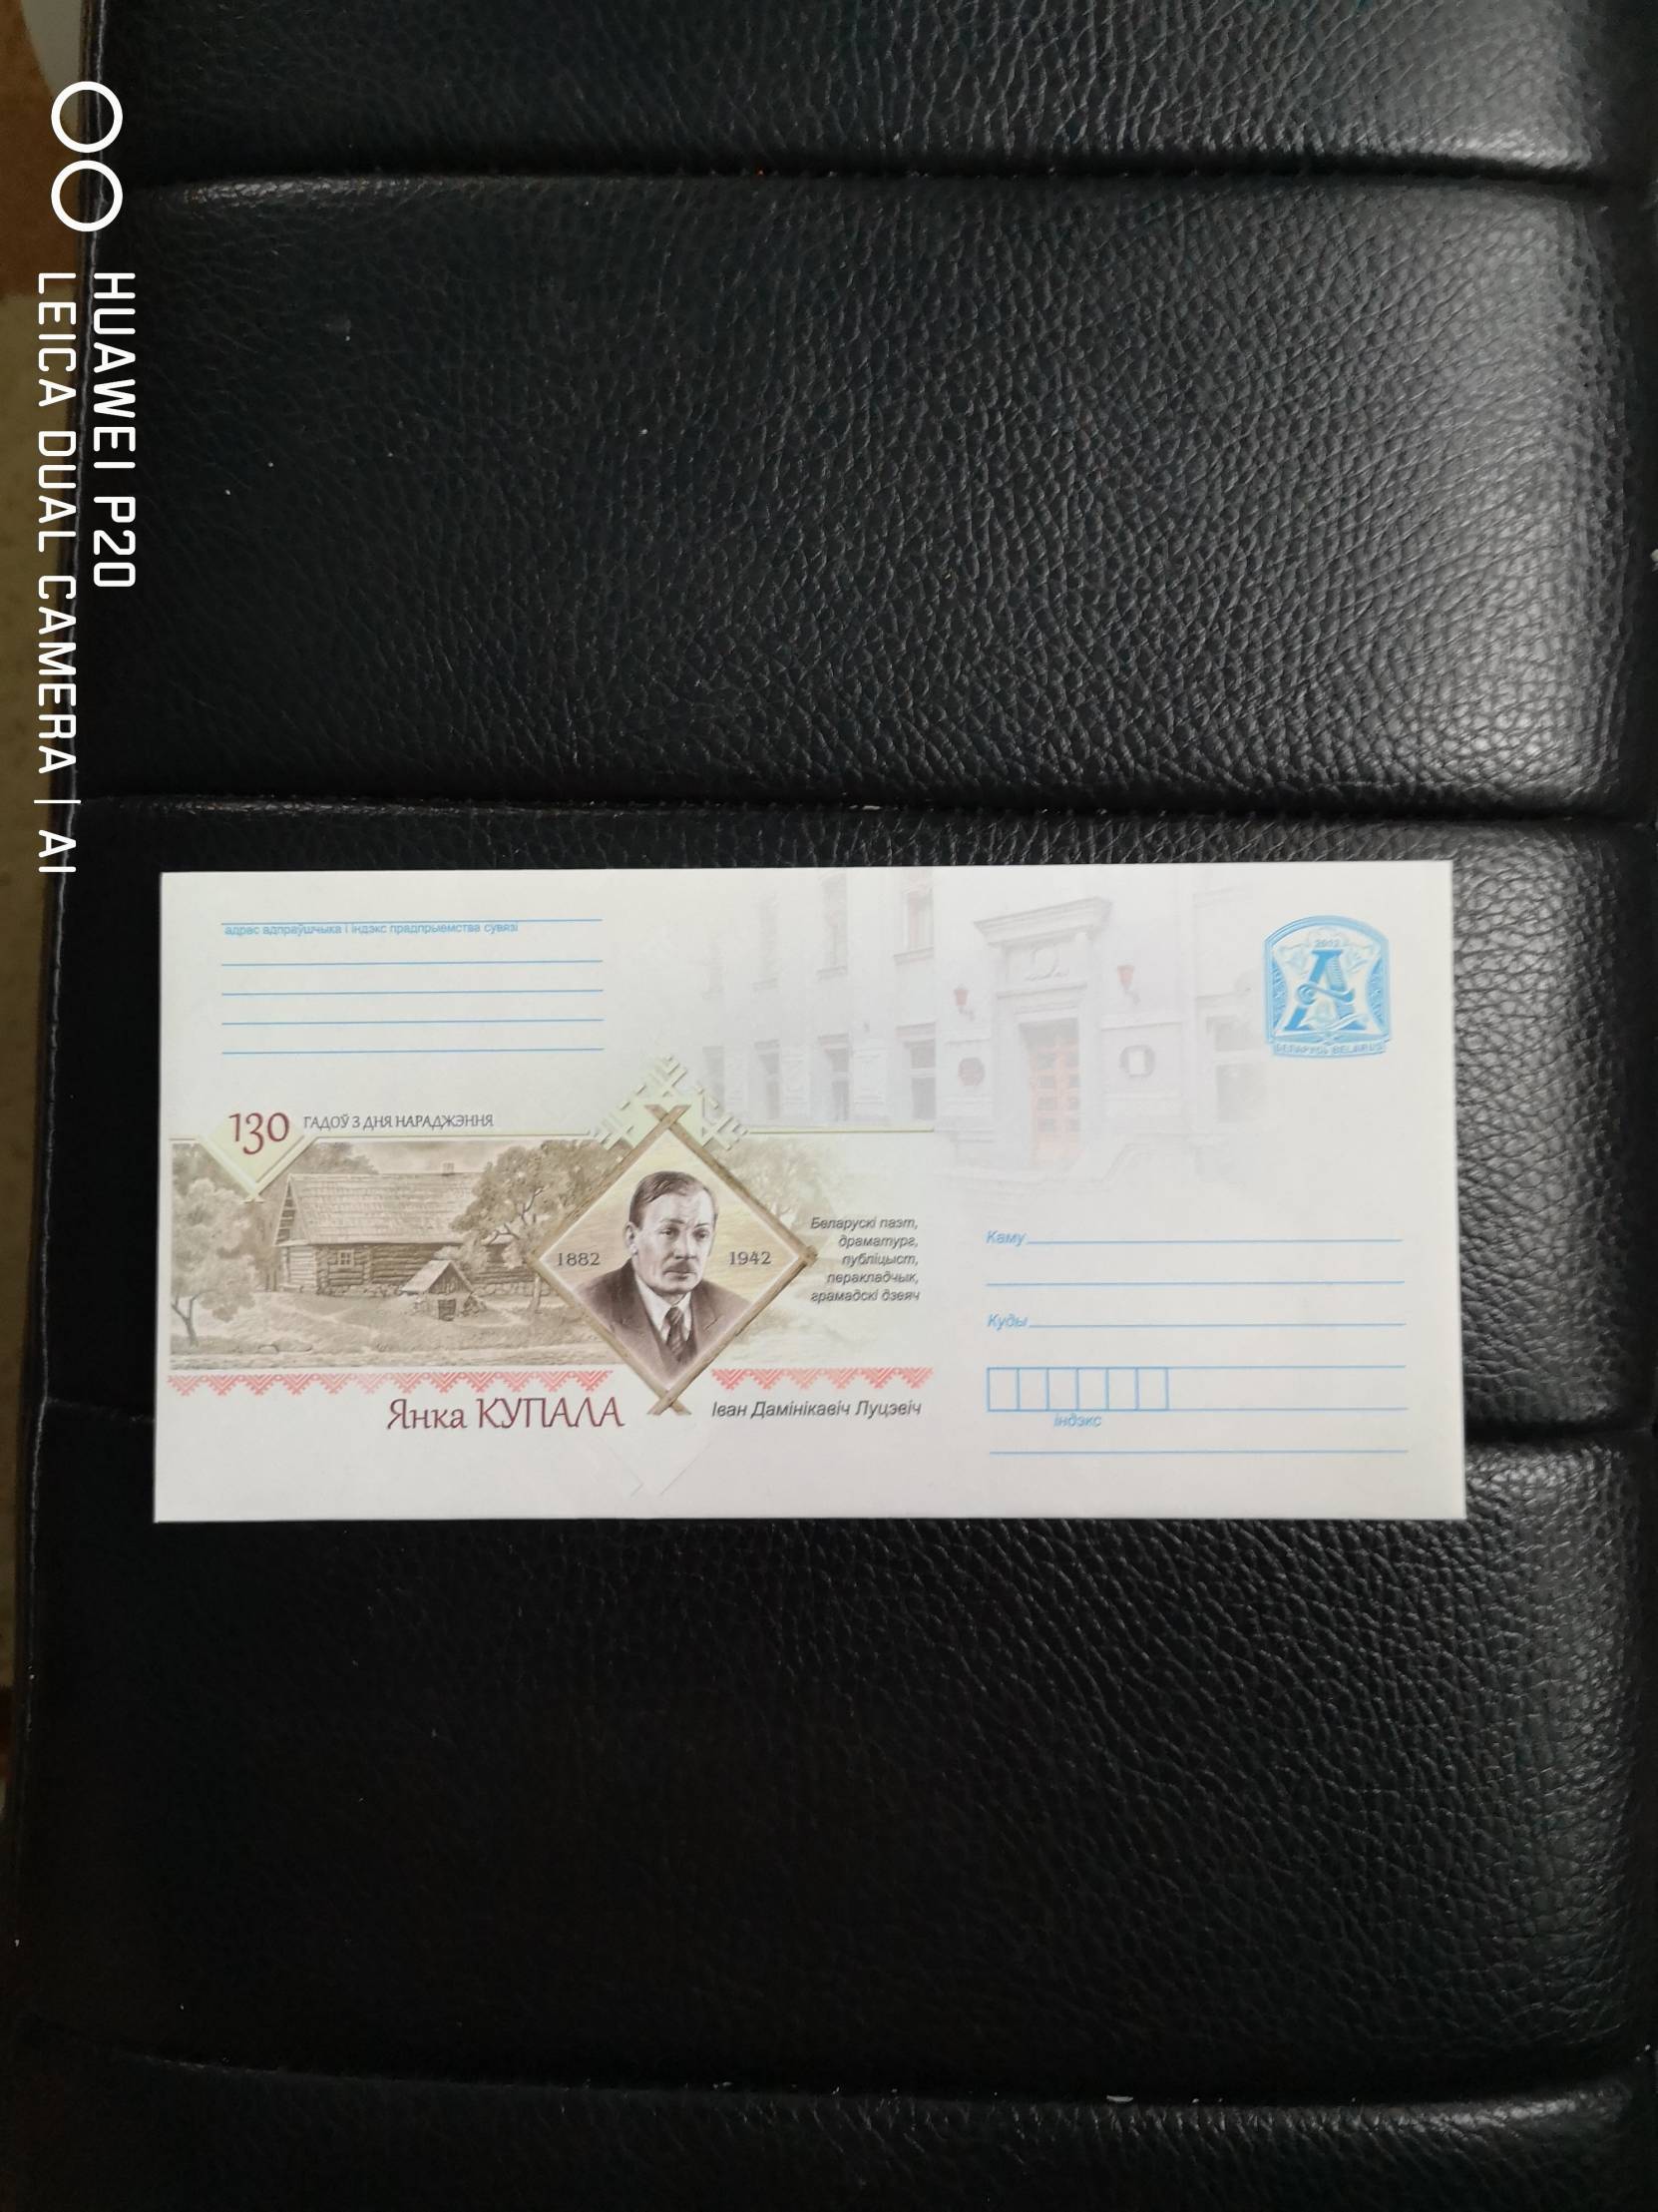 HUAWEI P20
LEICA DUAL CAMERA | AI
адрас адпраўшчыка і індэкс прадпрыемства сувязі
2012
А
БЕЛАРУСЬ BELARUS
130 ГАДОЎ З ДНЯ НАРАДЖЭННЯ
1882 1942
Беларускі паэт,
драматург,
публіцыст,
перакладчык,
грамадскі дзеяч
Янка КУПАЛА
Іван Дамінікавіч Луцэвіч
Каму
Куды
індэкс